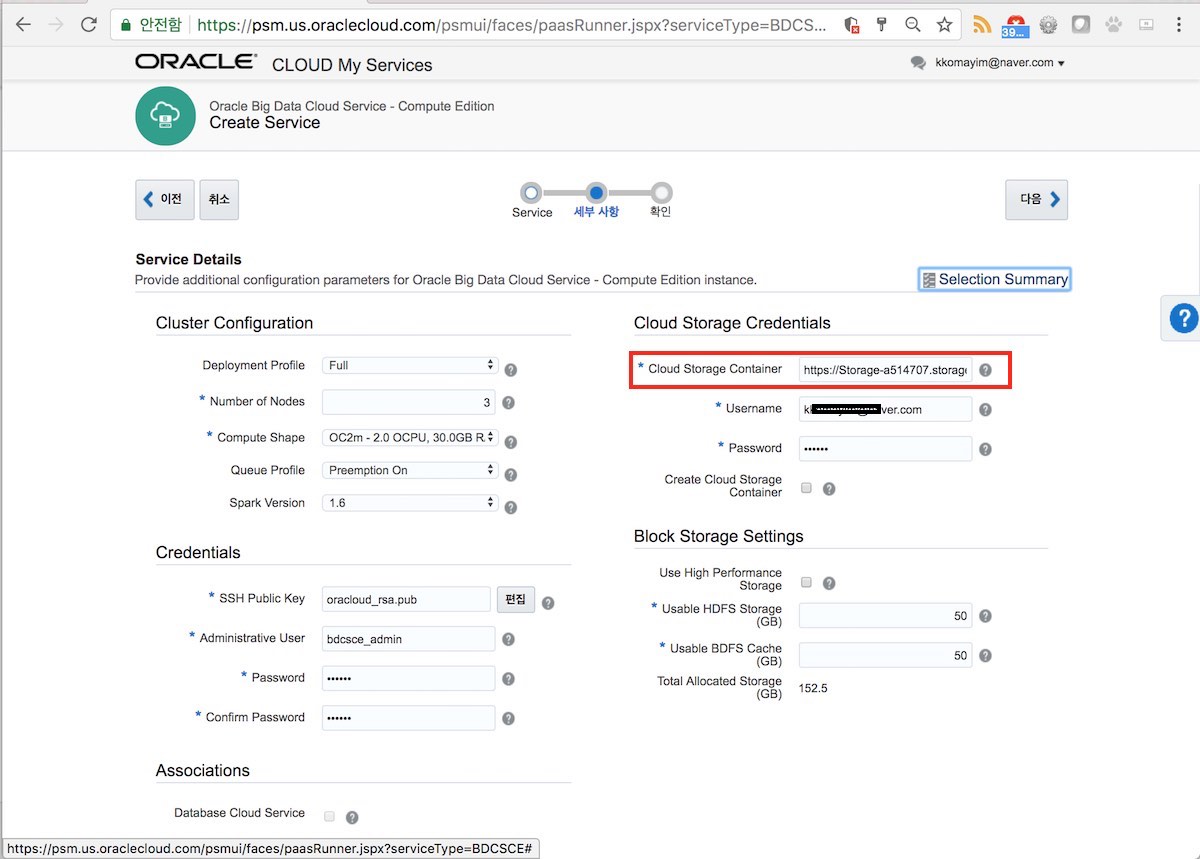 안전함 https://psm.us.oraclecloud.com/psmui/faces/paasRunner.jspx?serviceType=BDCS...
39...
ORACLE CLOUD My Services
kkomayim@naver.com
Oracle Big Data Cloud Service - Compute Edition
Create Service
이전 취소
Service 세부 사항 확인
다음
Service Details
Provide additional configuration parameters for Oracle Big Data Cloud Service - Compute Edition instance.
Selection Summary
Cluster Configuration
Deployment Profile Full ?
* Number of Nodes 3 ?
* Compute Shape OC2m - 2.0 OCPU, 30.0GB R ?
Queue Profile Preemption On ?
Spark Version 1.6 ?
Credentials
* SSH Public Key oracloud_rsa.pub 편집 ?
* Administrative User bdcsce_admin ?
* Password •••••• ?
* Confirm Password •••••• ?
Associations
Database Cloud Service ?
Cloud Storage Credentials
* Cloud Storage Container https://Storage-a514707.storage ?
* Username ver.com ?
* Password •••••• ?
Create Cloud Storage
Container ?
Block Storage Settings
Use High Performance
Storage ?
* Usable HDFS Storage
(GB) 50 ?
* Usable BDFS Cache
(GB) 50 ?
Total Allocated Storage
(GB) 152.5
?
https://psm.us.oraclecloud.com/psmui/faces/paasRunner.jspx?serviceType=BDCSCE#